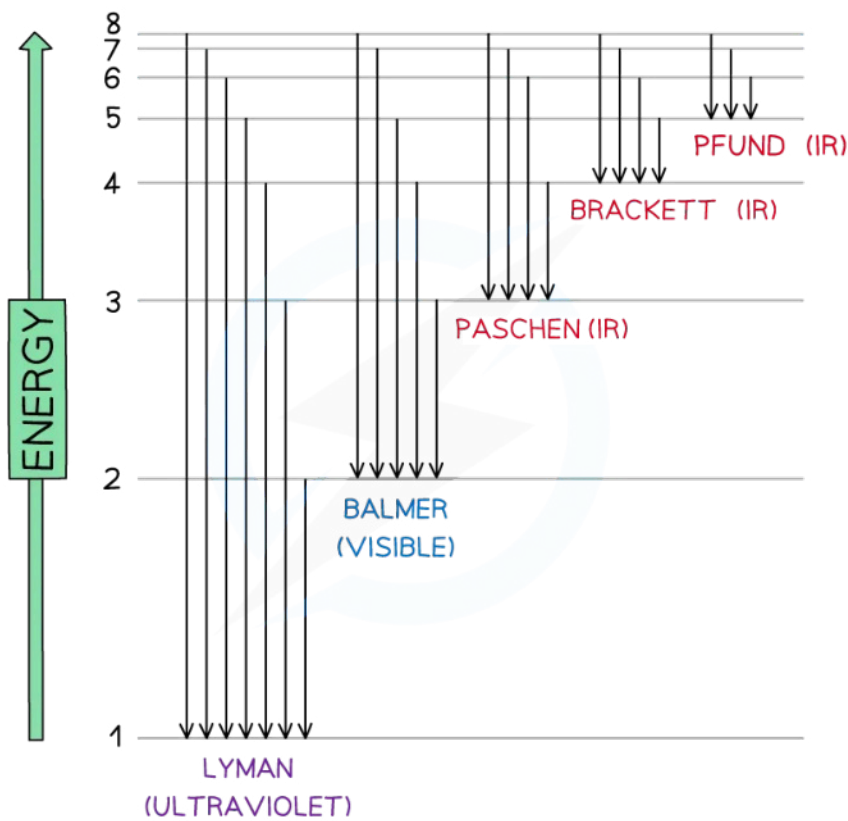 8
7
6
5
PFUND (IR)
4
BRACKETT (IR)
3
PASCHEN (IR)
ENERGY
2
BALMER
(VISIBLE)
1
LYMAN
(ULTRAVIOLET)